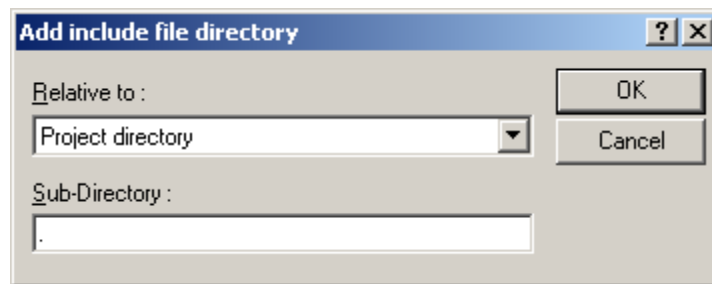 Add include file directory
Relative to :
Project directory
Sub-Directory :
.
OK
Cancel